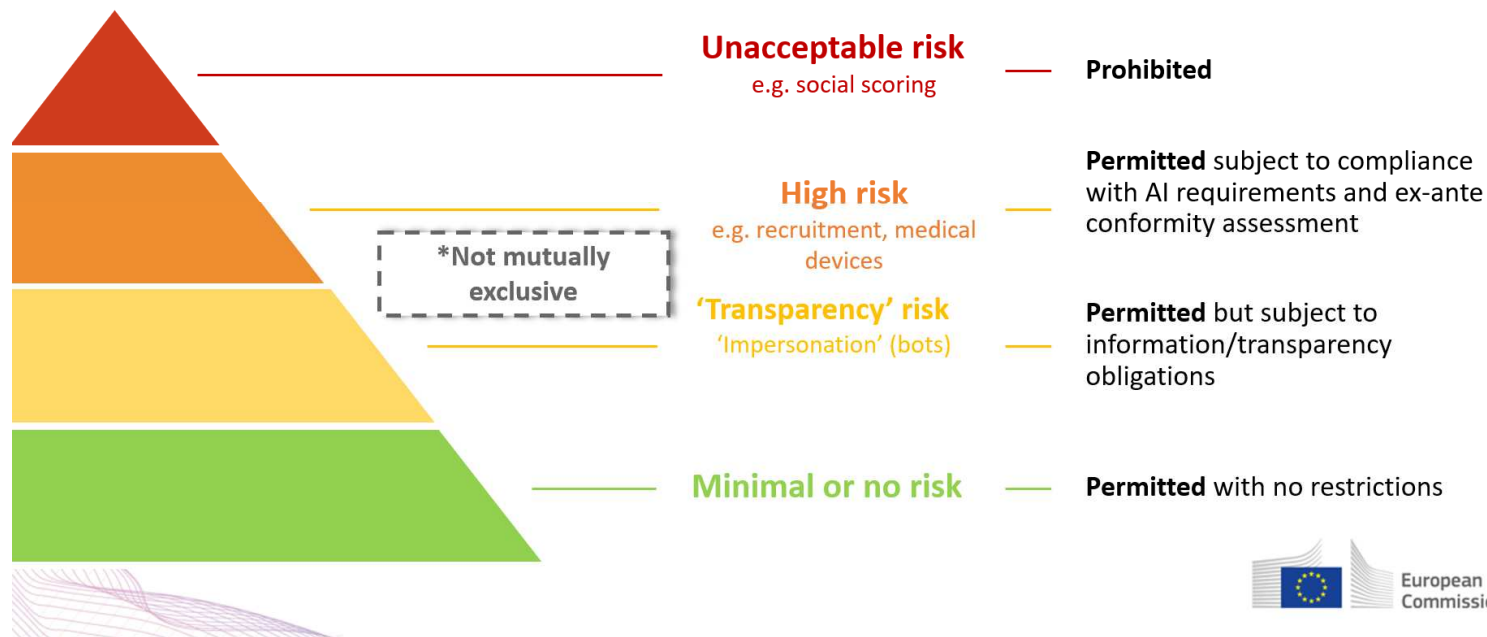 Unacceptable risk
e.g. social scoring
Prohibited
High risk
e.g. recruitment, medical
devices
Permitted subject to compliance
with AI requirements and ex-ante
conformity assessment
*Not mutually
exclusive
‘Transparency’ risk
‘Impersonation’ (bots)
Permitted but subject to
information/transparency
obligations
Minimal or no risk
Permitted with no restrictions
European
Commissi